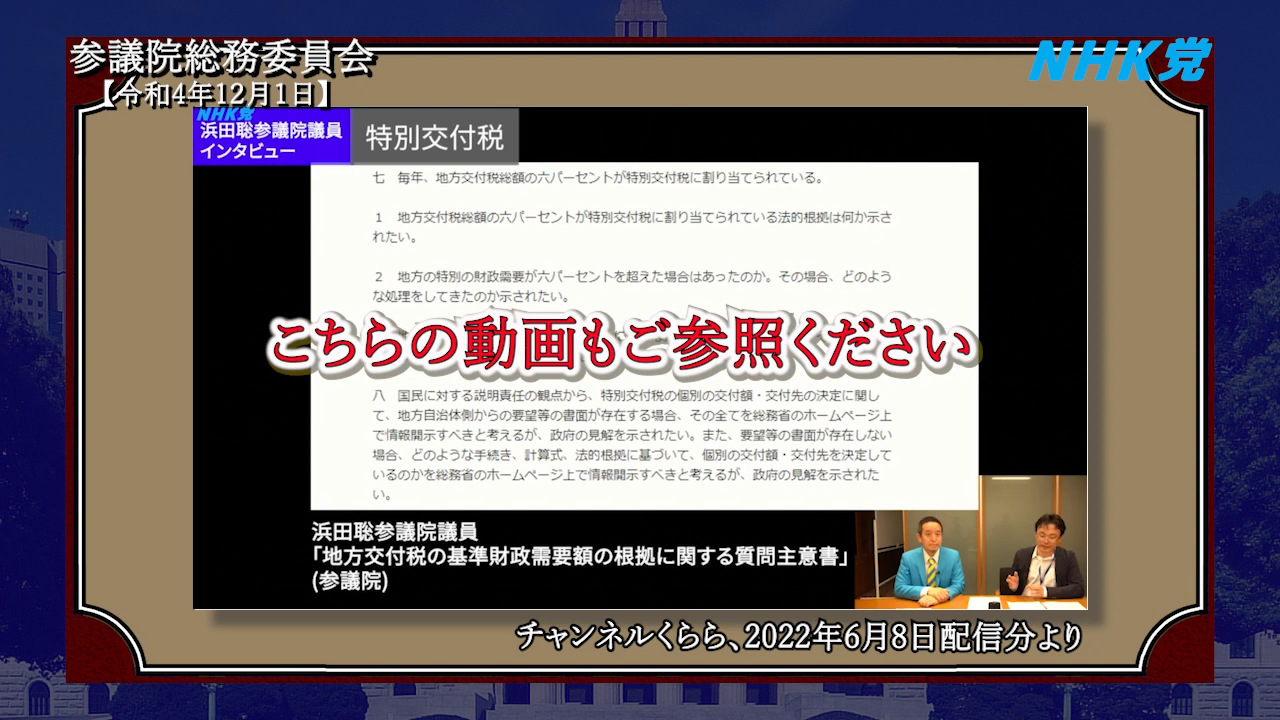 参議院総務委員会
【令和4年12月1日】
NHK党
NHK党
浜田聡参議院議員
インタビュー
特別交付税
七　毎年、地方交付税総額の六パーセントが特別交付税に割り当てられている。
１　地方交付税総額の六パーセントが特別交付税に割り当てられている法的根拠は何か示さ
れたい。
２　地方の特別の財政需要が六パーセントを超えた場合はあったのか。その場合、どのよう
な処理をしてきたのか示されたい。
こちらの動画もご参照ください
八　国民に対する説明責任の観点から、特別交付税の個別の交付額・交付先の決定に関し
て、地方自治体側からの要望等の書面が存在する場合、その全てを総務省のホームページ上
で情報開示すべきと考えるが、政府の見解を示されたい。また、要望等の書面が存在しない
場合、どのような手続き、計算式、法的根拠に基づいて、個別の交付額・交付先を決定して
いるのかを総務省のホームページ上で情報開示すべきと考えるが、政府の見解を示された
い。
浜田聡参議院議員
「地方交付税の基準財政需要額の根拠に関する質問主意書」
(参議院)
チャンネルくらら、2022年6月8日配信分より